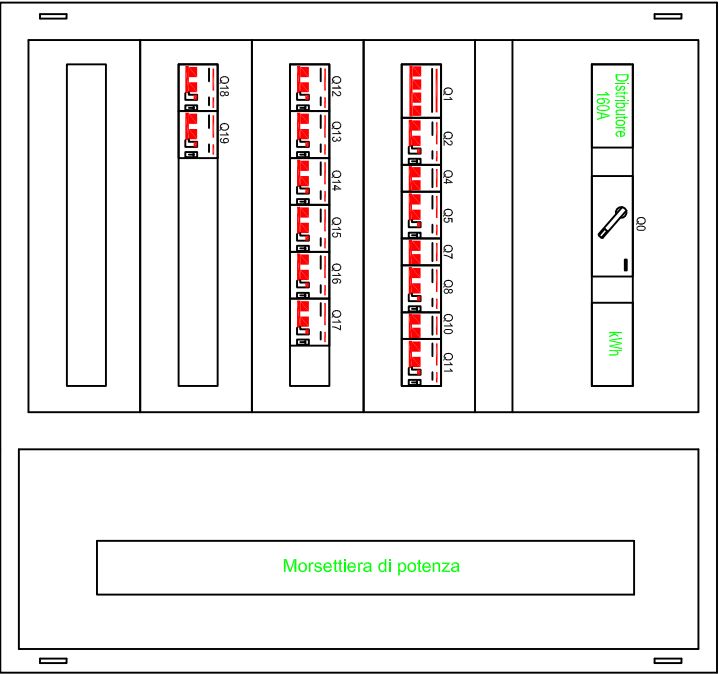 Q18
Q19
Q12
Q13
Q14
Q15
Q16
Q17
Q1
Q2
Q4
Q5
Q7
Q8
Q10
Q11
Distributore
160A
Q0
kWh
Morsettiera di potenza